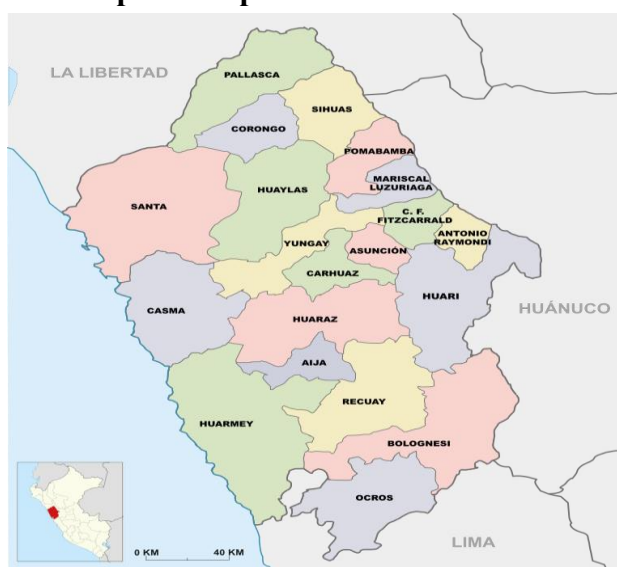 LA LIBERTAD
PALLASCA
SIHUAS
CORONGO
POMABAMBA
MARISCAL
LUZURIAGA
HUAYLAS
SANTA
C. F.
FITZCARRALD
ANTONIO
RAYMONDI
YUNGAY
ASUNCIÓN
CARHUAZ
HUARI
CASMA
HUÁNUCO
HUARAZ
AIJA
RECUAY
HUARMEY
BOLOGNESI
OCROS
LIMA
0 KM 40 KM